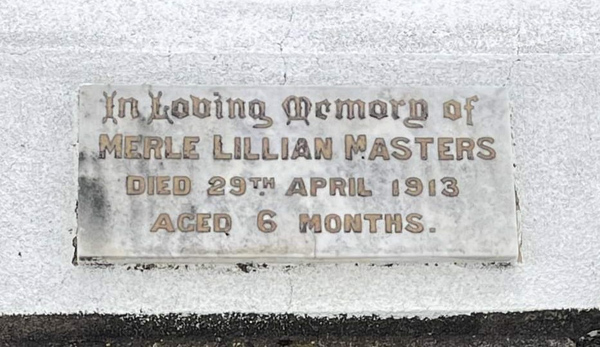 In Loving Memory of
MERLE LILLIAN MASTERS
DIED 29TH APRIL 1913
AGED 6 MONTHS.